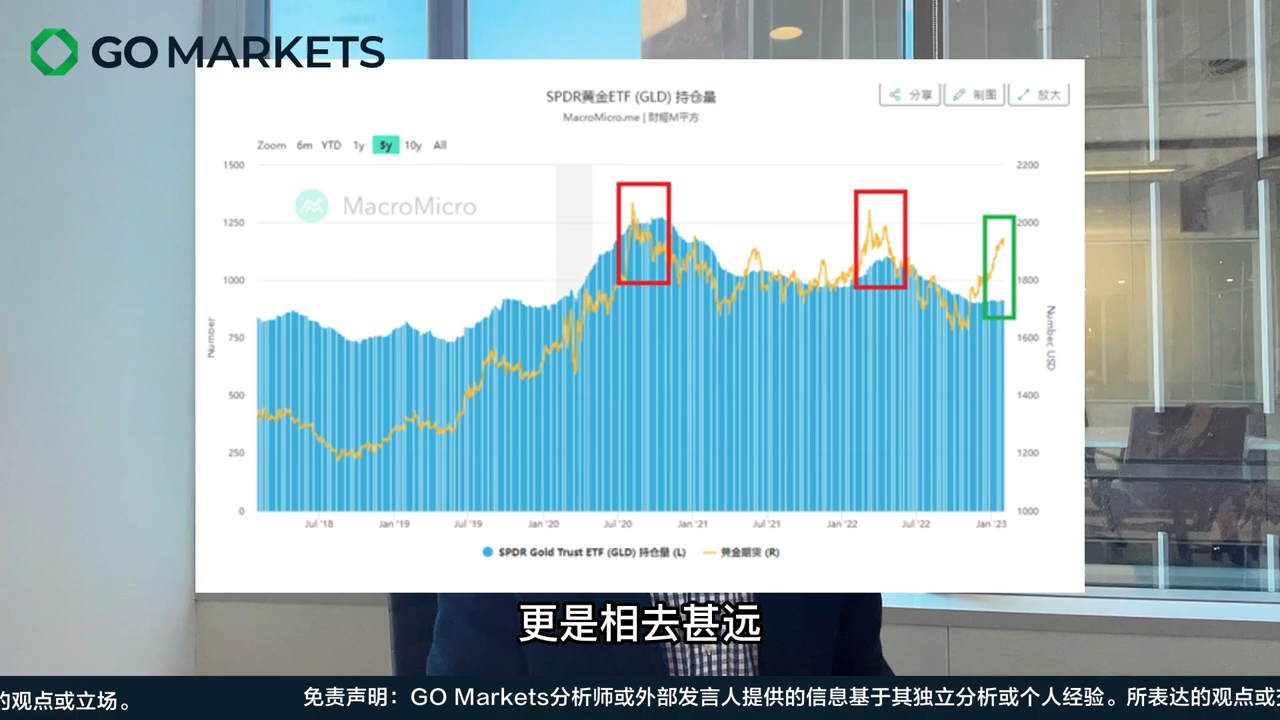 GO MARKETS
SPDR黄金ETF (GLD) 持仓量
MacroMicro.me | 财经M平方
分享 制图 放大
Zoom 6m YTD 1y 5y 10y All
1500 2200
1250 2000
1000 1800
750 1600
500 1400
250 1200
0 1000
MacroMicro
Number
Number, USD
Jul '18 Jan '19 Jul '19 Jan '20 Jul '20 Jan '21 Jul '21 Jan '22 Jul '22 Jan '23
SPDR Gold Trust ETF (GLD) 持仓量 (L) 黄金期货 (R)
更是相去甚远
的观点或立场。 免责声明：GO Markets分析师或外部发言人提供的信息基于其独立分析或个人经验。所表达的观点或